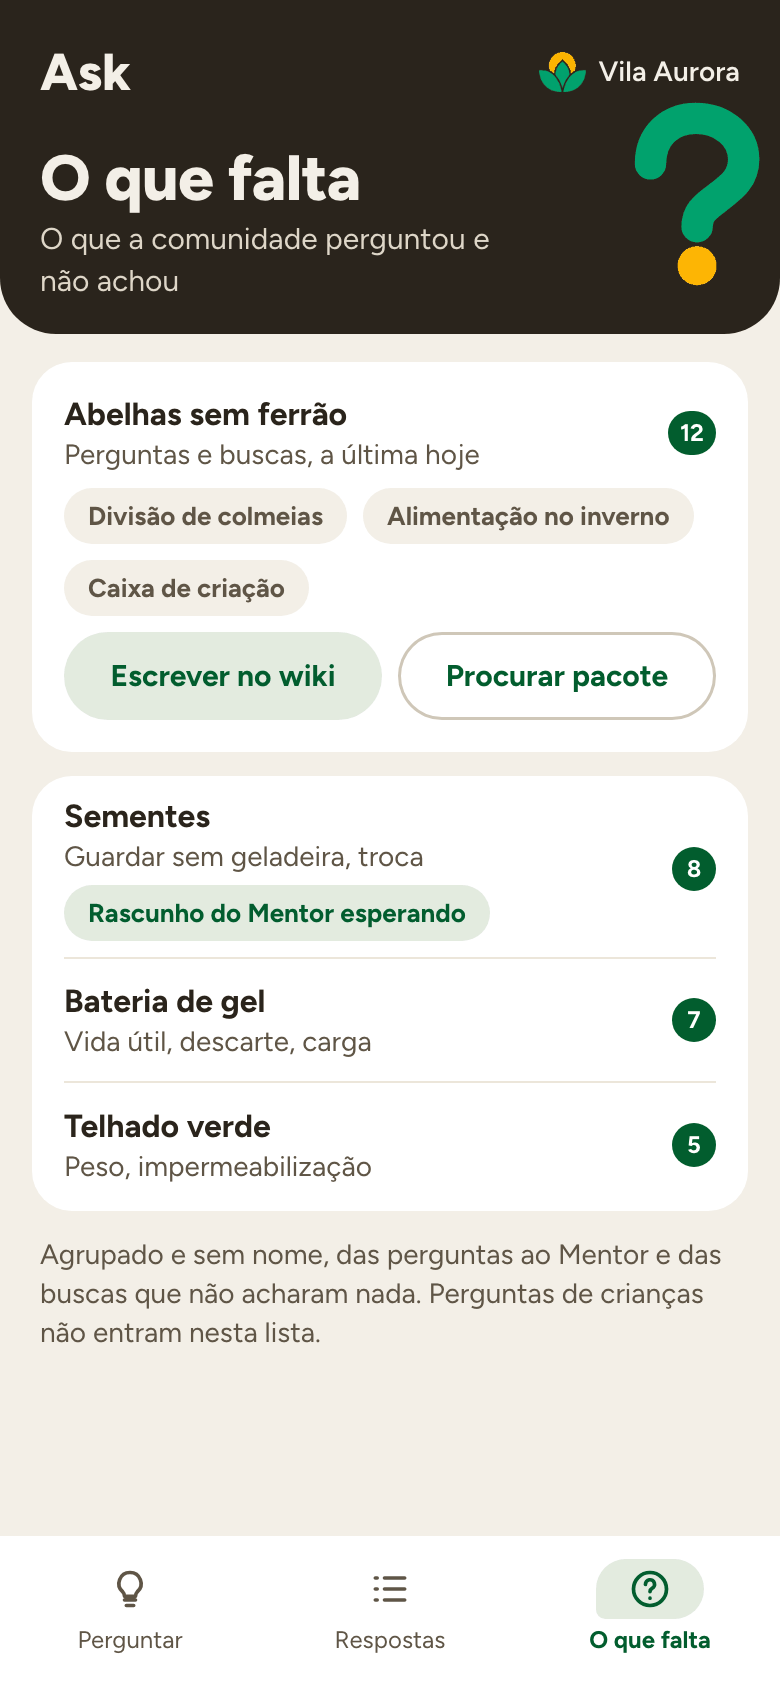 Ask
Vila Aurora
O que falta
O que a comunidade perguntou e
não achou
Abelhas sem ferrão
Perguntas e buscas, a última hoje
12
Divisão de colmeias
Alimentação no inverno
Caixa de criação
Escrever no wiki
Procurar pacote
Sementes
Guardar sem geladeira, troca
8
Rascunho do Mentor esperando
Bateria de gel
Vida útil, descarte, carga
7
Telhado verde
Peso, impermeabilização
5
Agrupado e sem nome, das perguntas ao Mentor e das
buscas que não acharam nada. Perguntas de crianças
não entram nesta lista.
Perguntar
Respostas
O que falta